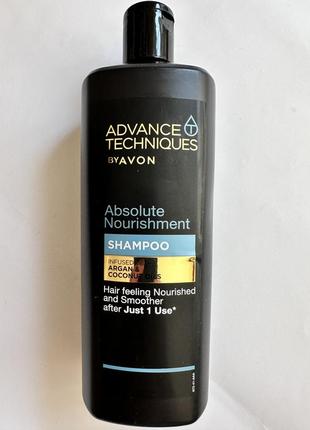 ADVANCE
TECHNIQUES
BY AVON
Absolute
Nourishment
SHAMPOO
INFUSED
ARGAN &
COCONUT OILS
Hair feeling Nourished
and Smoother
after Just 1 Use*